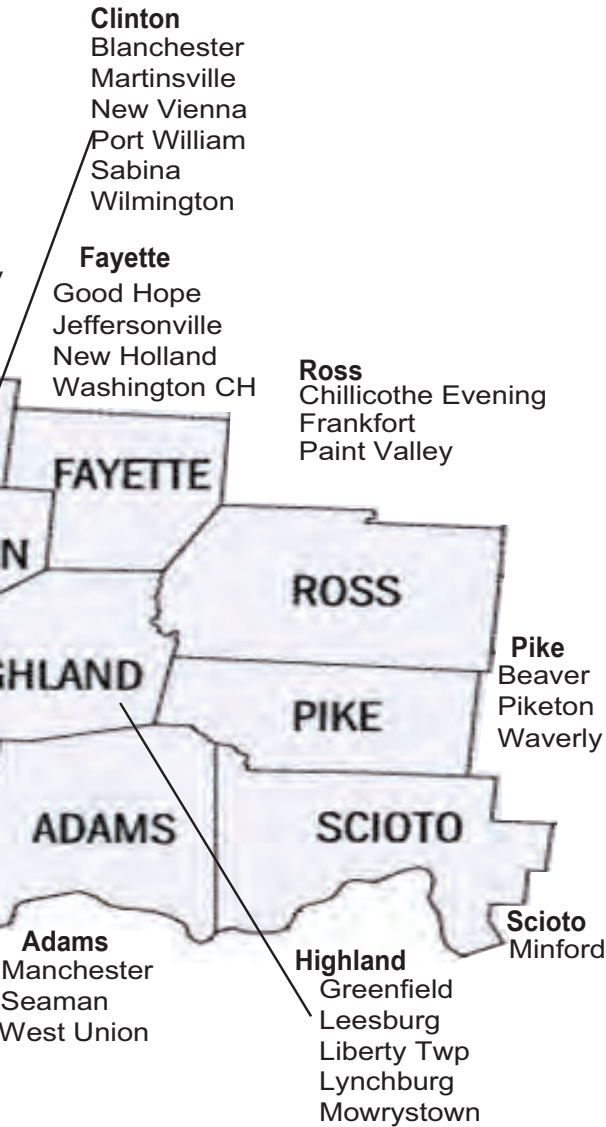 Clinton
Blanchester
Martinsville
New Vienna
Port William
Sabina
Wilmington
Fayette
Good Hope
Jeffersonville
New Holland
Washington CH
Ross
Chillicothe Evening
Frankfort
Paint Valley
FAYETTE
N
ROSS
GHLAND
Pike
Beaver
Piketon
Waverly
PIKE
ADAMS
SCIOTO
Scioto
Minford
Adams
Manchester
Seaman
West Union
Highland
Greenfield
Leesburg
Liberty Twp
Lynchburg
Mowrystown